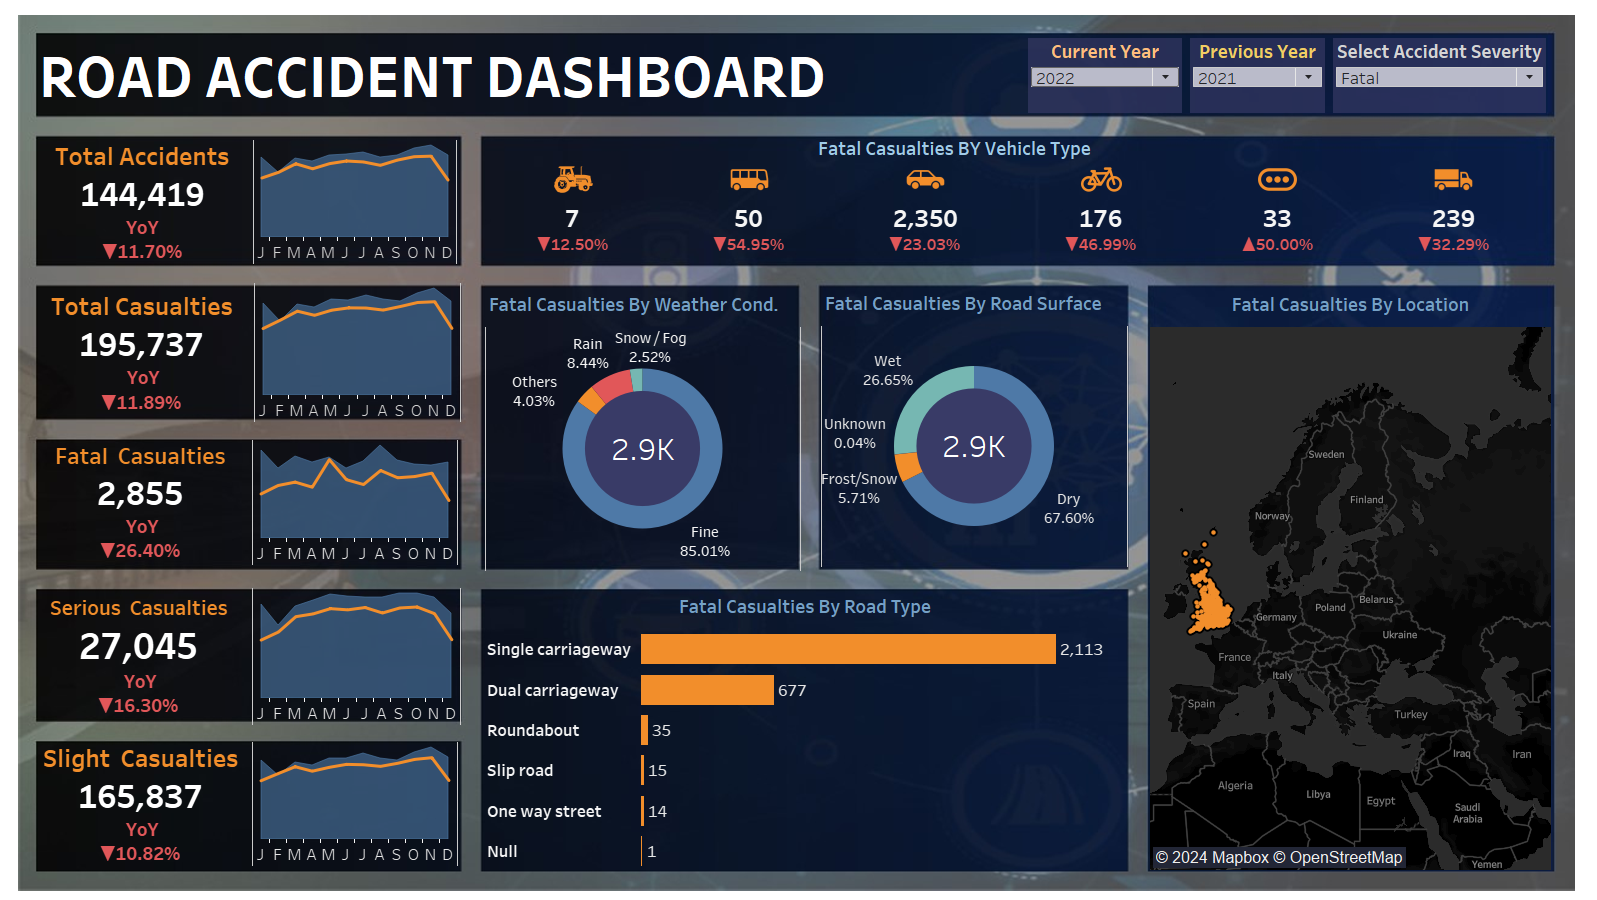 ROAD ACCIDENT DASHBOARD
Current Year
2022
Previous Year
2021
Select Accident Severity
Fatal
Total Accidents
144,419
YoY
▼11.70%
J F M A M J J A S O N D
Total Casualties
195,737
YoY
▼11.89%
J F M A M J J A S O N D
Fatal Casualties
2,855
YoY
▼26.40%
J F M A M J J A S O N D
Serious Casualties
27,045
YoY
▼16.30%
J F M A M J J A S O N D
Slight Casualties
165,837
YoY
▼10.82%
J F M A M J J A S O N D
Fatal Casualties BY Vehicle Type
7
▼12.50%
50
▼54.95%
2,350
▼23.03%
176
▼46.99%
33
▲50.00%
239
▼32.29%
Fatal Casualties By Weather Cond.
Rain
8.44%
Snow / Fog
2.52%
Others
4.03%
2.9K
Fine
85.01%
Fatal Casualties By Road Surface
Wet
26.65%
Unknown
0.04%
Frost/Snow
5.71%
2.9K
Dry
67.60%
Fatal Casualties By Road Type
Single carriageway 2,113
Dual carriageway 677
Roundabout 35
Slip road 15
One way street 14
Null 1
Fatal Casualties By Location
Sweden
Finland
Norway
Belarus
Poland
Germany
Ukraine
France
Italy
Spain
Turkey
Iraq
Iran
Algeria
Libya
Egypt
Saudi
Arabia
Yemen
© 2024 Mapbox © OpenStreetMap